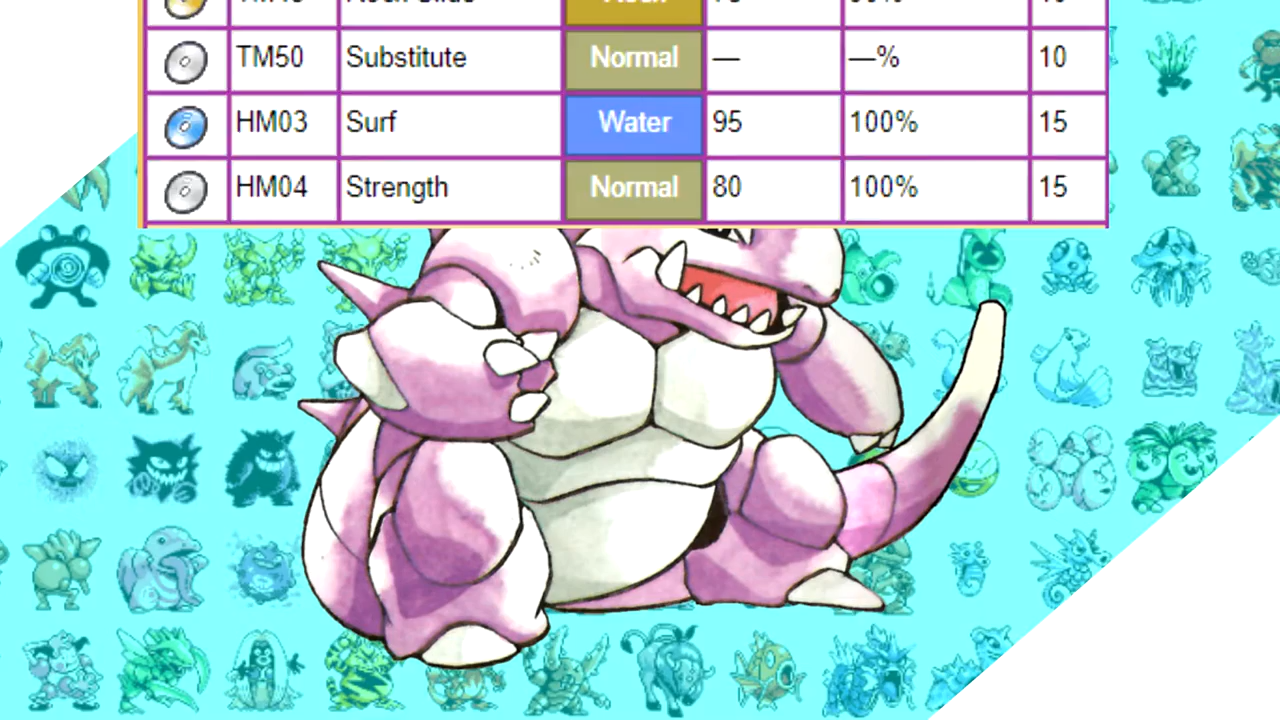 TM50 Substitute Normal — —% 10
HM03 Surf Water 95 100% 15
HM04 Strength Normal 80 100% 15